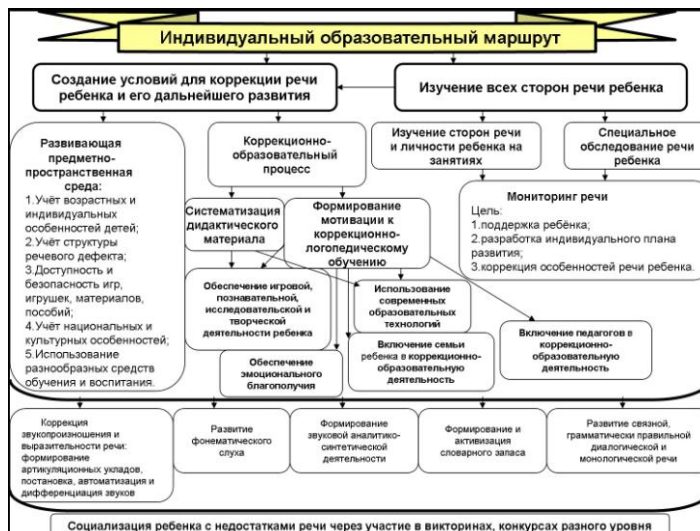 Индивидуальный образовательный маршрут
Создание условий для коррекции речи
ребенка и его дальнейшего развития
Изучение всех сторон речи ребенка
Развивающая
предметно-
пространственная
среда:
1.Учёт возрастных и
индивидуальных
особенностей детей;
2.Учёт структуры
речевого дефекта;
3.Доступность и
безопасность игр,
игрушек, материалов,
пособий;
4.Учёт национальных и
культурных особенностей;
5.Использование
разнообразных средств
обучения и воспитания.
Коррекционно-
образовательный
процесс
Изучение сторон речи
и личности ребенка на
занятиях
Специальное
обследование речи
ребенка
Систематизация
дидактического
материала
Формирование
мотивации к
коррекционно-
логопедическому
обучению
Мониторинг речи
Цель:
1.поддержка ребёнка;
2.разработка индивидуального плана
развития;
3.коррекция особенностей речи ребенка.
Обеспечение игровой,
познавательной,
исследовательской и
творческой
деятельности ребенка
Использование
современных
образовательных
технологий
Обеспечение
эмоционального
благополучия
Включение семьи
ребенка в коррекционно-
образовательную
деятельность
Включение педагогов в
коррекционно-
образовательную
деятельность
Коррекция
звукопроизношения и
выразительности речи:
формирование
артикуляционных укладов,
постановка, автоматизация и
дифференциация звуков
Развитие
фонематического
слуха
Формирование
звуковой аналитико-
синтетической
деятельности
Формирование и
активизация
словарного запаса
Развитие связной,
грамматически правильной
диалогической и
монологической речи
Социализация ребенка с недостатками речи через участие в викторинах, конкурсах разного уровня